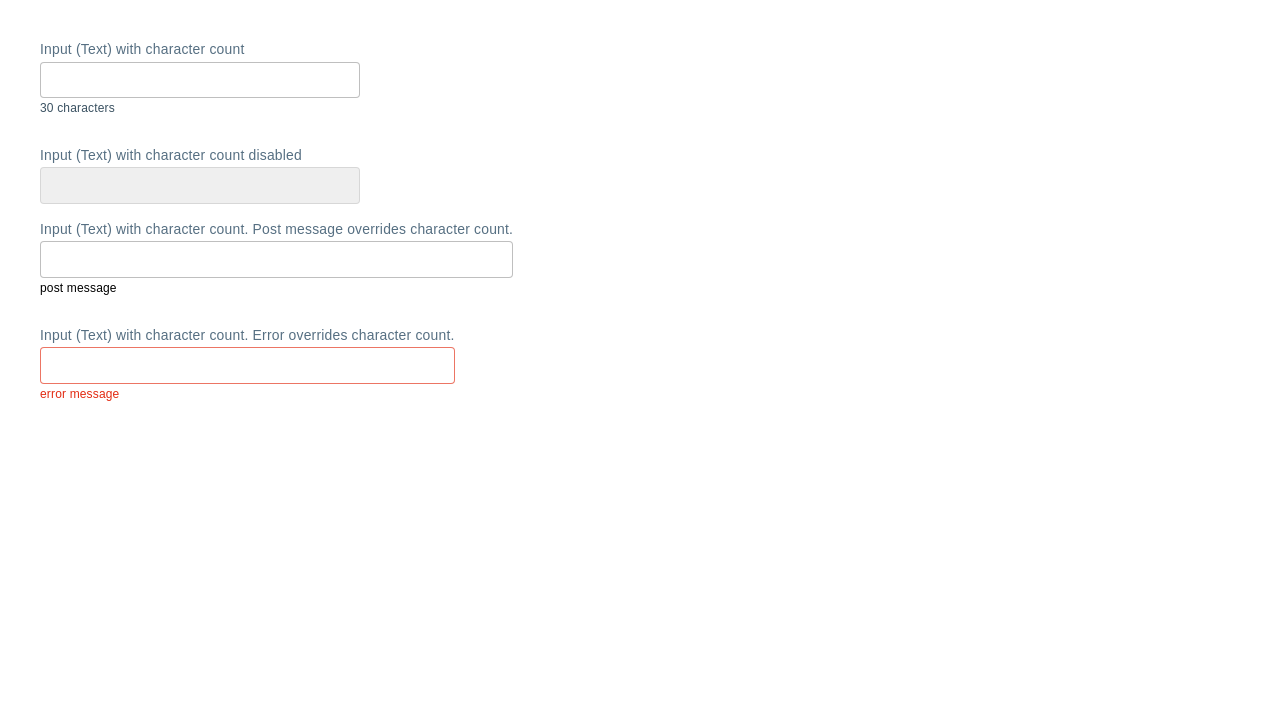 Input (Text) with character count
30 characters
Input (Text) with character count disabled
Input (Text) with character count. Post message overrides character count.
post message
Input (Text) with character count. Error overrides character count.
error message